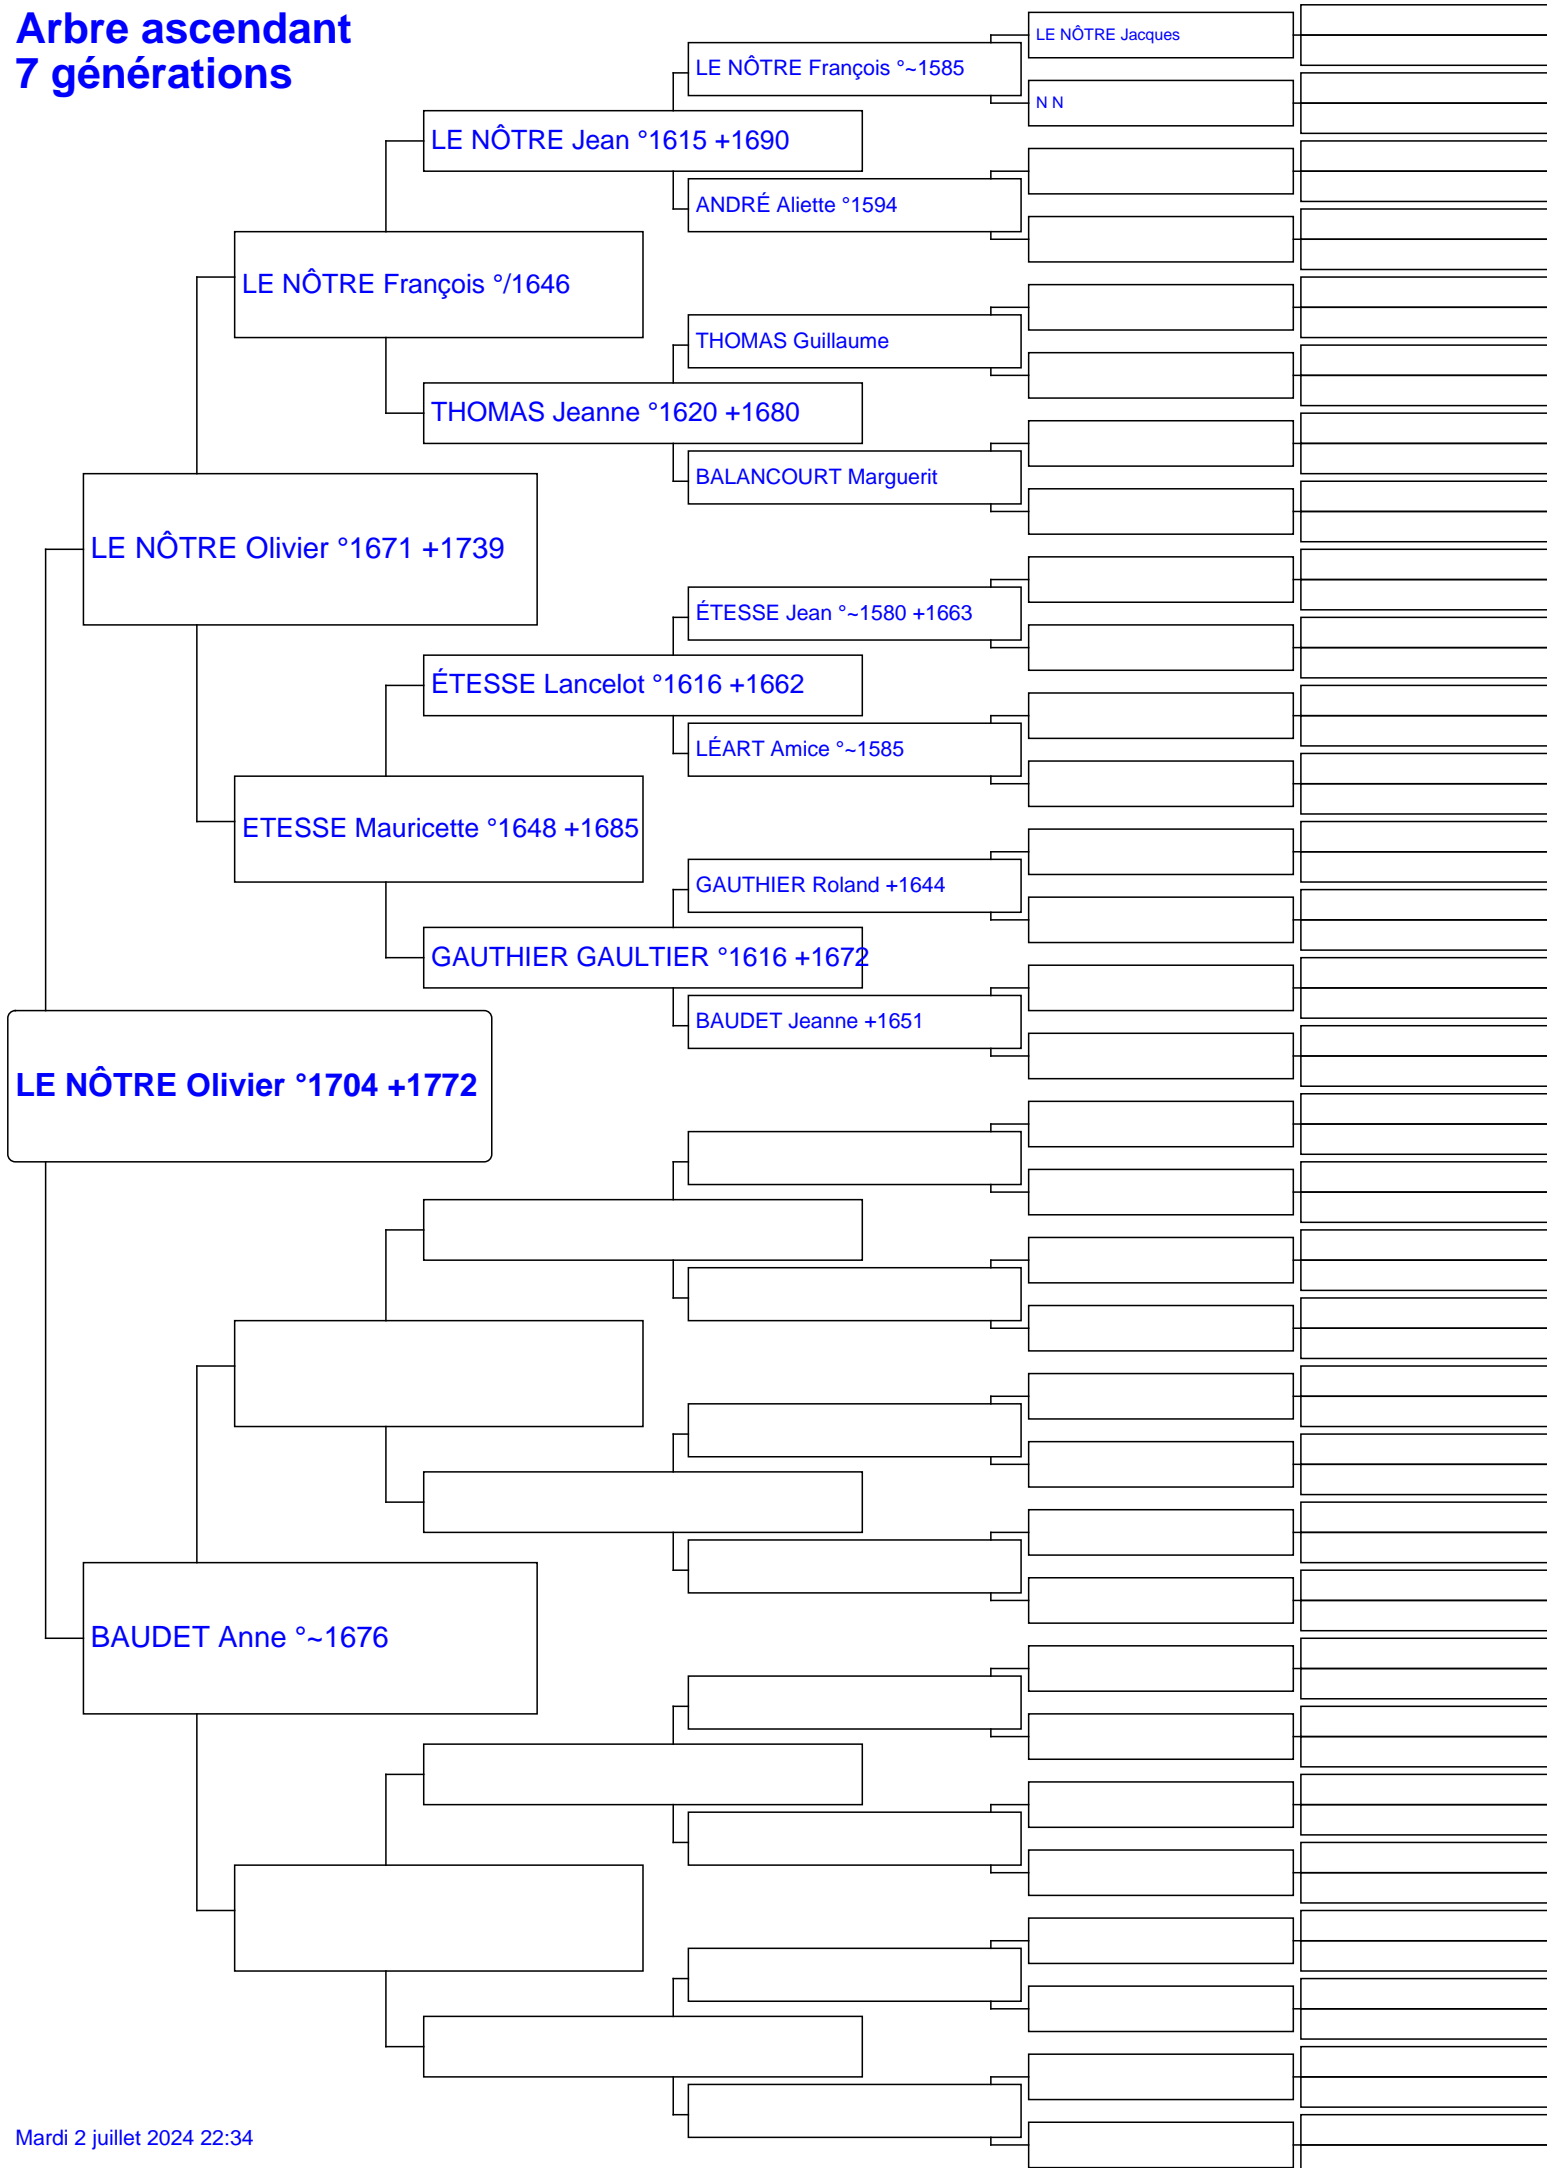 Arbre ascendant
7 générations
LE NÔTRE Jacques
LE NÔTRE François °~1585
N N
LE NÔTRE Jean °1615 +1690
ANDRÉ Aliette °1594
LE NÔTRE François °/1646
THOMAS Guillaume
THOMAS Jeanne °1620 +1680
BALANCOURT Marguerit
LE NÔTRE Olivier °1671 +1739
ÉTESSE Jean °~1580 +1663
ÉTESSE Lancelot °1616 +1662
LÉART Amice °~1585
ETESSE Mauricette °1648 +1685
GAUTHIER Roland +1644
GAUTHIER GAULTIER °1616 +1672
BAUDET Jeanne +1651
LE NÔTRE Olivier °1704 +1772
BAUDET Anne °~1676
Mardi 2 juillet 2024 22:34